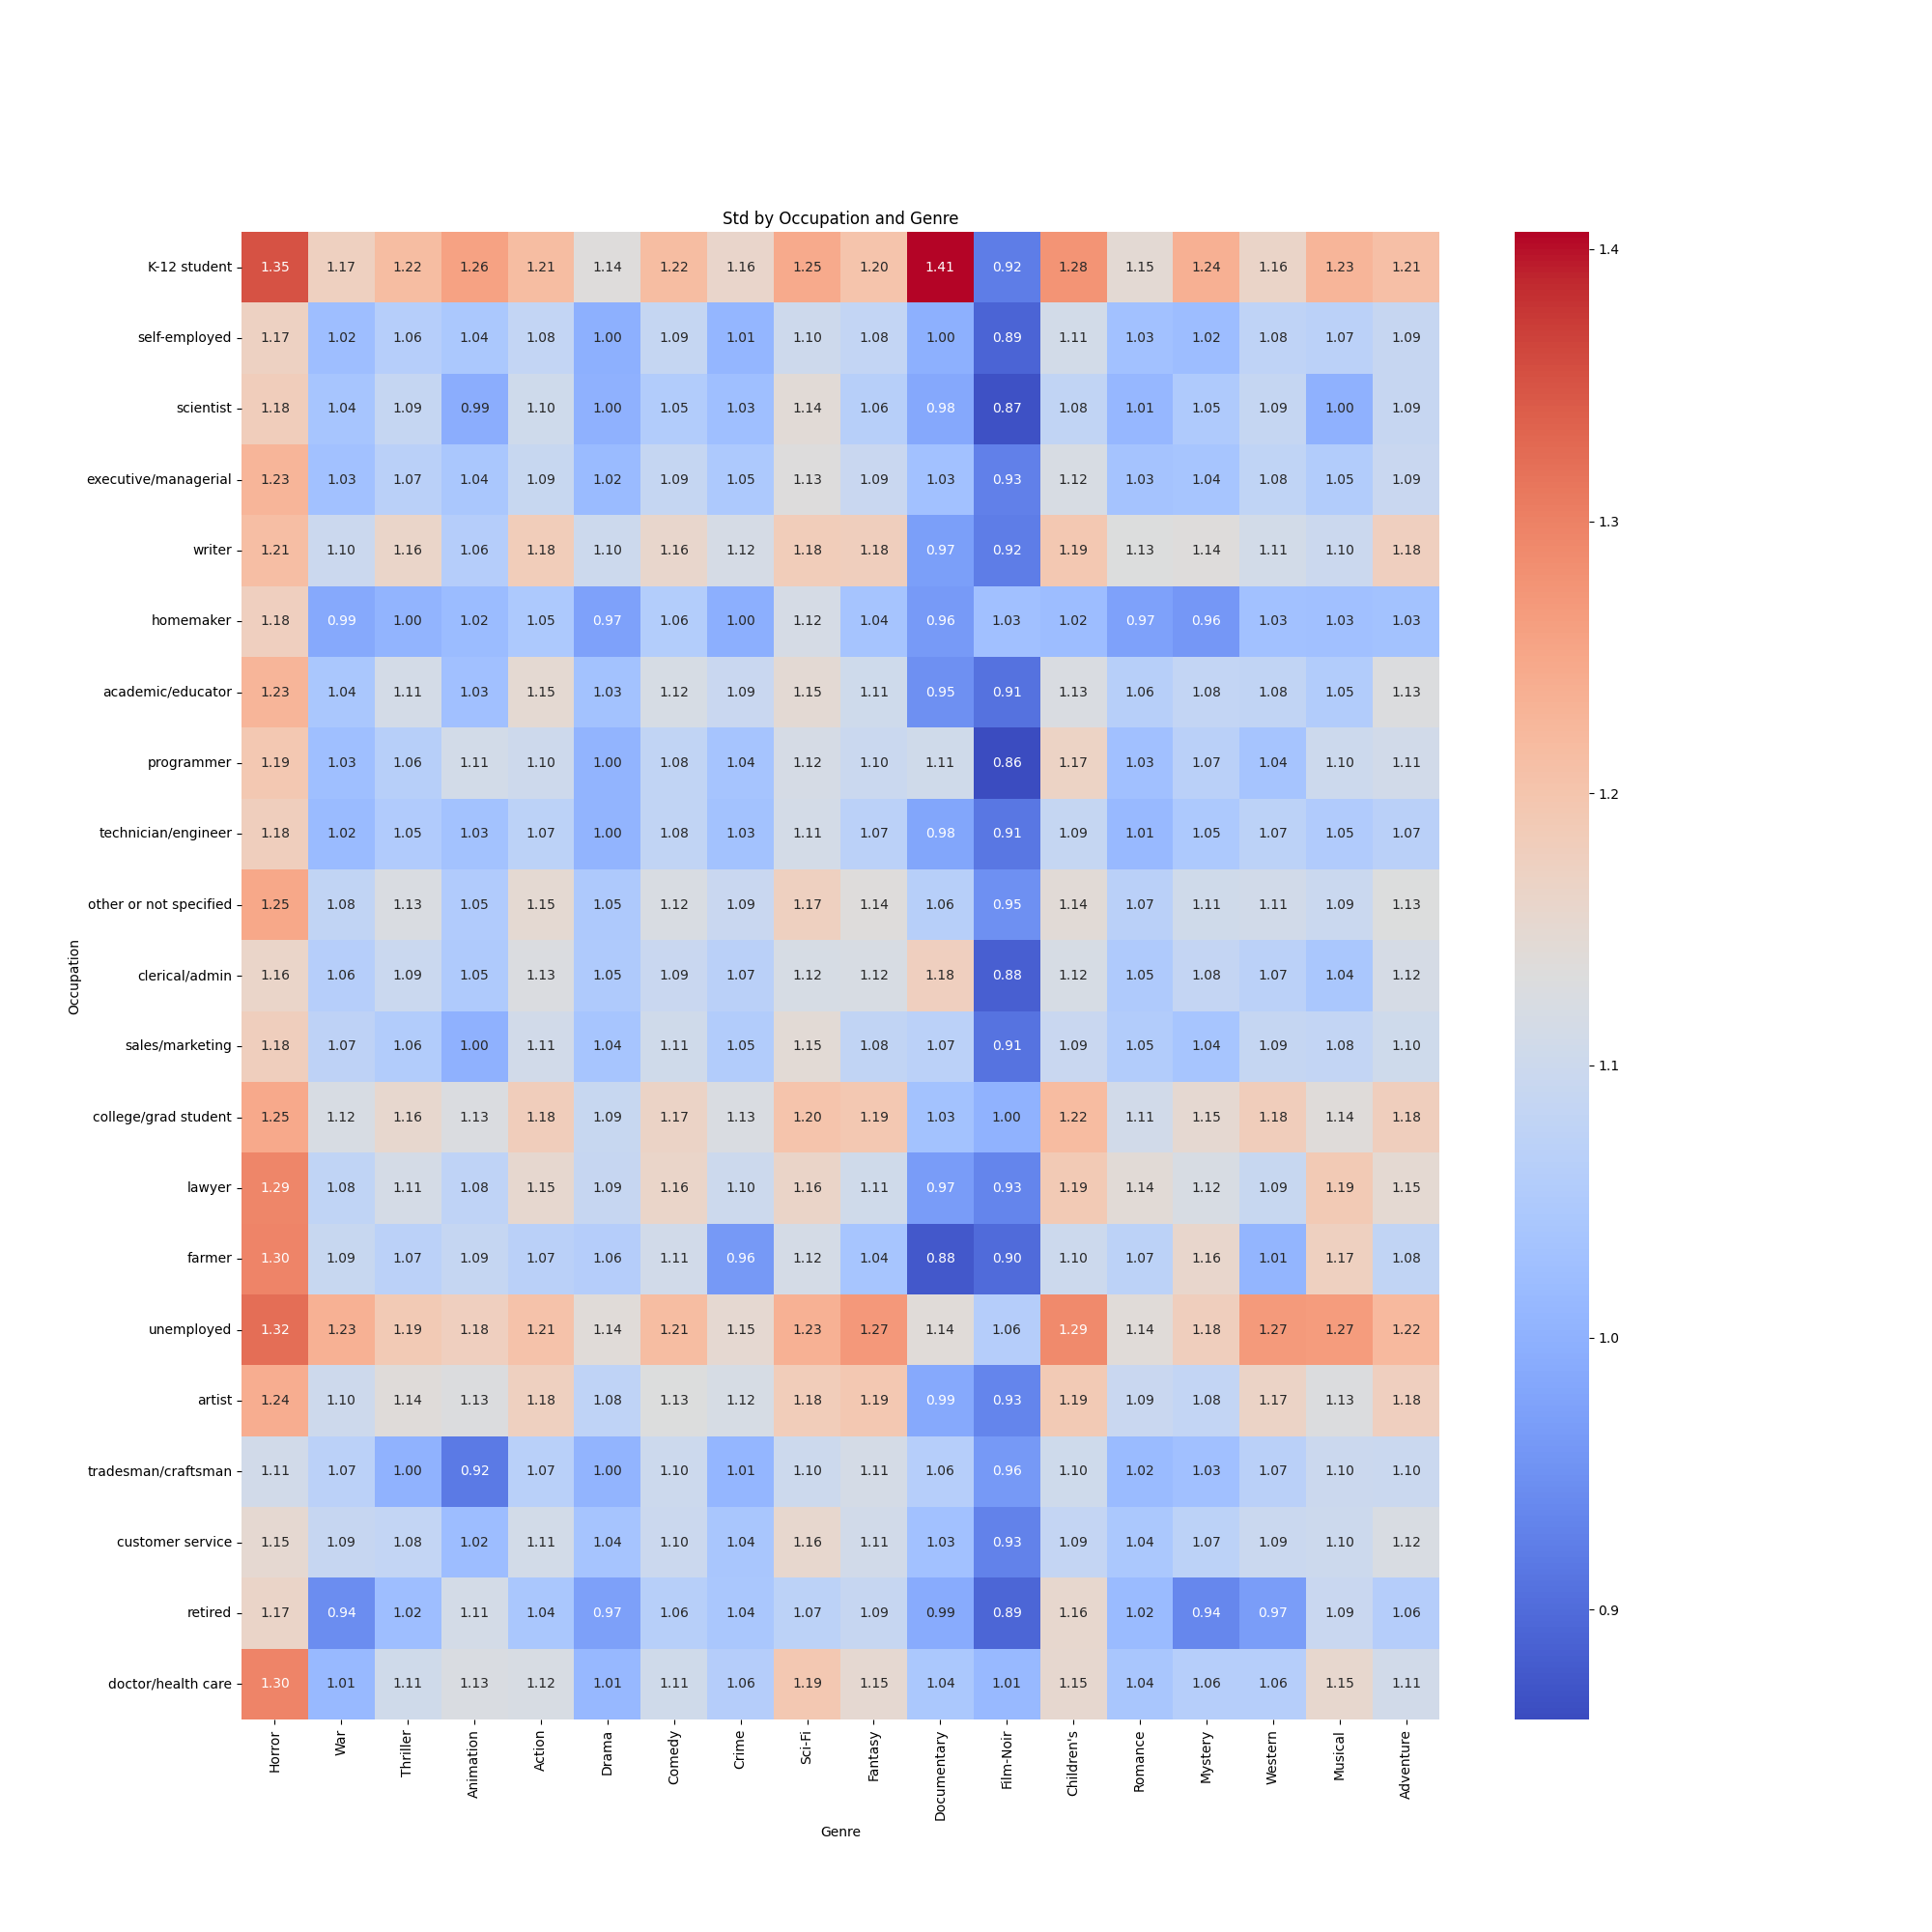 Std by Occupation and Genre
K-12 student 1.35 1.17 1.22 1.26 1.21 1.14 1.22 1.16 1.25 1.20 1.41 0.92 1.28 1.15 1.24 1.16 1.23 1.21
self-employed 1.17 1.02 1.06 1.04 1.08 1.00 1.09 1.01 1.10 1.08 1.00 0.89 1.11 1.03 1.02 1.08 1.07 1.09
scientist 1.18 1.04 1.09 0.99 1.10 1.00 1.05 1.03 1.14 1.06 0.98 0.87 1.08 1.01 1.05 1.09 1.00 1.09
executive/managerial 1.23 1.03 1.07 1.04 1.09 1.02 1.09 1.05 1.13 1.09 1.03 0.93 1.12 1.03 1.04 1.08 1.05 1.09
writer 1.21 1.10 1.16 1.06 1.18 1.10 1.16 1.12 1.18 1.18 0.97 0.92 1.19 1.13 1.14 1.11 1.10 1.18
homemaker 1.18 0.99 1.00 1.02 1.05 0.97 1.06 1.00 1.12 1.04 0.96 1.03 1.02 0.97 0.96 1.03 1.03 1.03
academic/educator 1.23 1.04 1.11 1.03 1.15 1.03 1.12 1.09 1.15 1.11 0.95 0.91 1.13 1.06 1.08 1.08 1.05 1.13
programmer 1.19 1.03 1.06 1.11 1.10 1.00 1.08 1.04 1.12 1.10 1.11 0.86 1.17 1.03 1.07 1.04 1.10 1.11
technician/engineer 1.18 1.02 1.05 1.03 1.07 1.00 1.08 1.03 1.11 1.07 0.98 0.91 1.09 1.01 1.05 1.07 1.05 1.07
other or not specified 1.25 1.08 1.13 1.05 1.15 1.05 1.12 1.09 1.17 1.14 1.06 0.95 1.14 1.07 1.11 1.11 1.09 1.13
clerical/admin 1.16 1.06 1.09 1.05 1.13 1.05 1.09 1.07 1.12 1.12 1.18 0.88 1.12 1.05 1.08 1.07 1.04 1.12
sales/marketing 1.18 1.07 1.06 1.00 1.11 1.04 1.11 1.05 1.15 1.08 1.07 0.91 1.09 1.05 1.04 1.09 1.08 1.10
college/grad student 1.25 1.12 1.16 1.13 1.18 1.09 1.17 1.13 1.20 1.19 1.03 1.00 1.22 1.11 1.15 1.18 1.14 1.18
lawyer 1.29 1.08 1.11 1.08 1.15 1.09 1.16 1.10 1.16 1.11 0.97 0.93 1.19 1.14 1.12 1.09 1.19 1.15
farmer 1.30 1.09 1.07 1.09 1.07 1.06 1.11 0.96 1.12 1.04 0.88 0.90 1.10 1.07 1.16 1.01 1.17 1.08
unemployed 1.32 1.23 1.19 1.18 1.21 1.14 1.21 1.15 1.23 1.27 1.14 1.06 1.29 1.14 1.18 1.27 1.27 1.22
artist 1.24 1.10 1.14 1.13 1.18 1.08 1.13 1.12 1.18 1.19 0.99 0.93 1.19 1.09 1.08 1.17 1.13 1.18
tradesman/craftsman 1.11 1.07 1.00 0.92 1.07 1.00 1.10 1.01 1.10 1.11 1.06 0.96 1.10 1.02 1.03 1.07 1.10 1.10
customer service 1.15 1.09 1.08 1.02 1.11 1.04 1.10 1.04 1.16 1.11 1.03 0.93 1.09 1.04 1.07 1.09 1.10 1.12
retired 1.17 0.94 1.02 1.11 1.04 0.97 1.06 1.04 1.07 1.09 0.99 0.89 1.16 1.02 0.94 0.97 1.09 1.06
doctor/health care 1.30 1.01 1.11 1.13 1.12 1.01 1.11 1.06 1.19 1.15 1.04 1.01 1.15 1.04 1.06 1.06 1.15 1.11
Occupation
Horror War Thriller Animation Action Drama Comedy Crime Sci-Fi Fantasy Documentary Film-Noir Children's Romance Mystery Western Musical Adventure
Genre
1.4
1.3
1.2
1.1
1.0
0.9